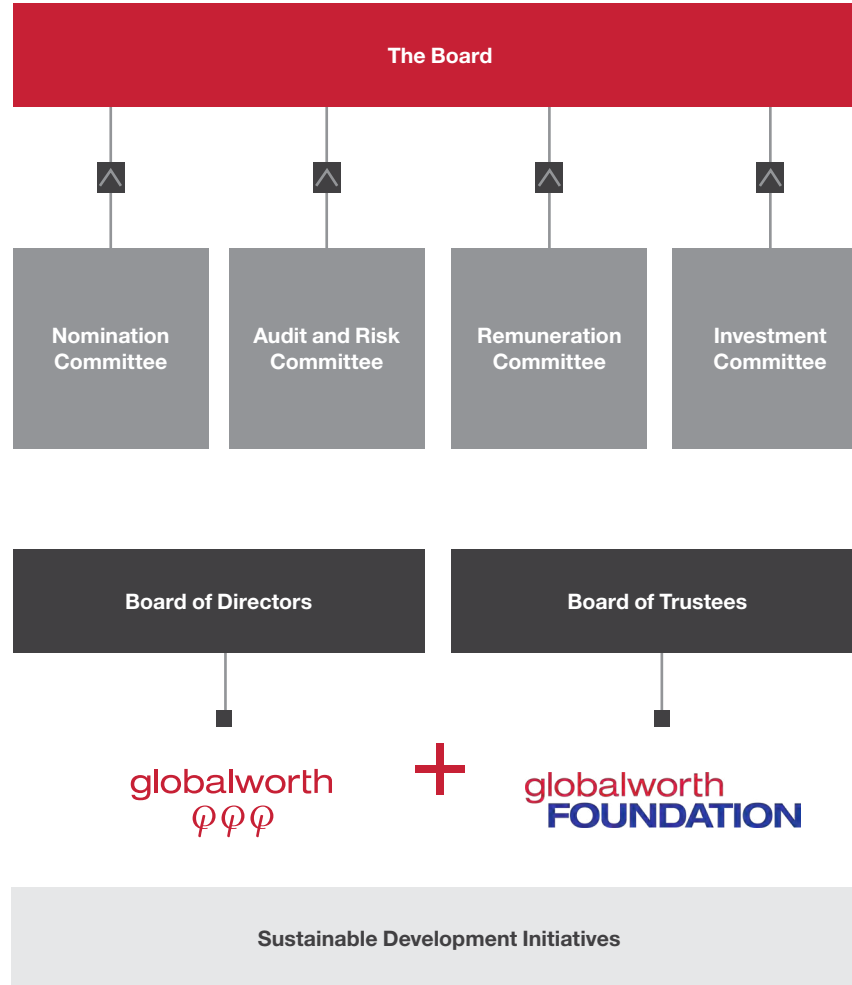 The Board
Nomination
Committee
Audit and Risk
Committee
Remuneration
Committee
Investment
Committee
Board of Directors
Board of Trustees
globalworth
φφφ
+
globalworth
FOUNDATION
Sustainable Development Initiatives